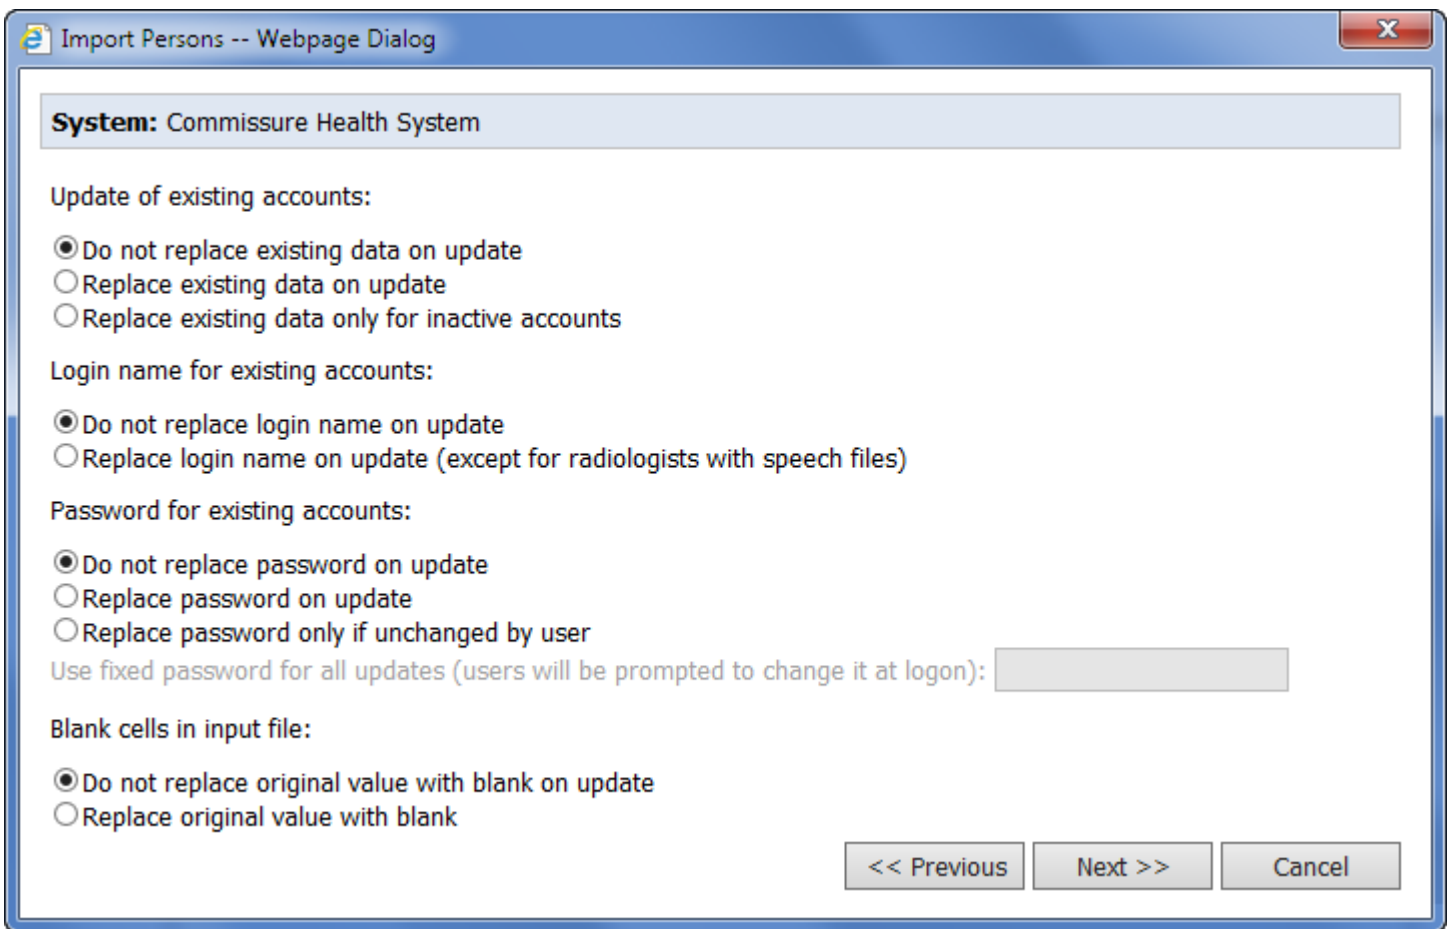 Import Persons -- Webpage Dialog
System: Commissure Health System
Update of existing accounts:
Do not replace existing data on update
Replace existing data on update
Replace existing data only for inactive accounts
Login name for existing accounts:
Do not replace login name on update
Replace login name on update (except for radiologists with speech files)
Password for existing accounts:
Do not replace password on update
Replace password on update
Replace password only if unchanged by user
Use fixed password for all updates (users will be prompted to change it at logon):
Blank cells in input file:
Do not replace original value with blank on update
Replace original value with blank
<< Previous Next >> Cancel